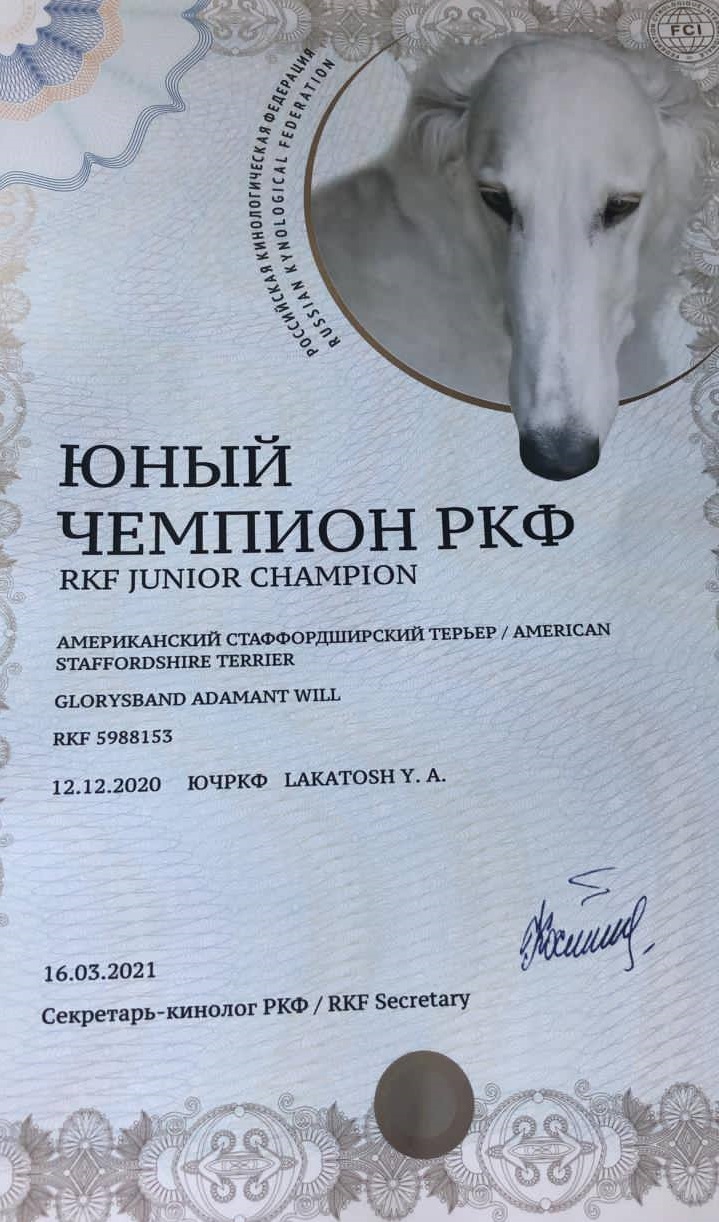 FCI
РОССИЙСКАЯ КИНОЛОГИЧЕСКАЯ ФЕДЕРАЦИЯ
RUSSIAN KYNOLOGICAL FEDERATION
ЮНЫЙ
ЧЕМПИОН РКФ
RKF JUNIOR CHAMPION
АМЕРИКАНСКИЙ СТАФФОРДШИРСКИЙ ТЕРЬЕР / AMERICAN
STAFFORDSHIRE TERRIER
GLORYSBAND ADAMANT WILL
RKF 5988153
12.12.2020 ЮЧРКФ LAKATOSH Y. A.
16.03.2021
Секретарь-кинолог РКФ / RKF Secretary